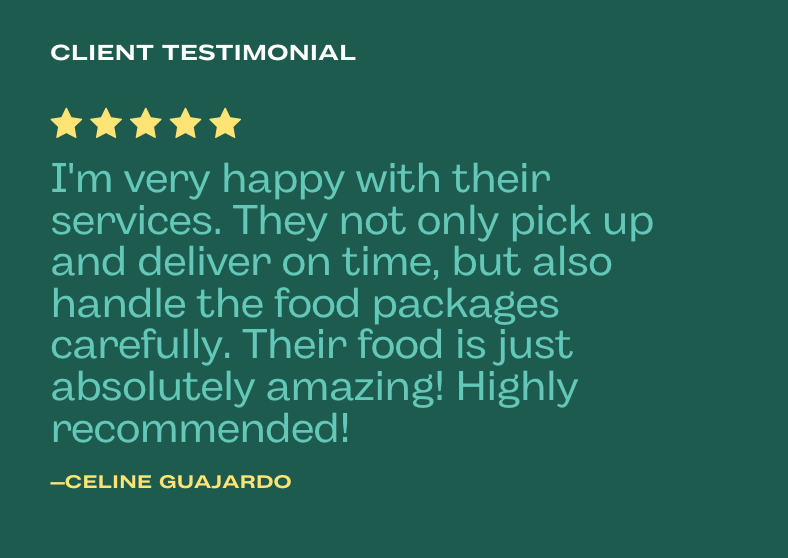 CLIENT TESTIMONIAL
I'm very happy with their
services. They not only pick up
and deliver on time, but also
handle the food packages
carefully. Their food is just
absolutely amazing! Highly
recommended!
—CELINE GUAJARDO